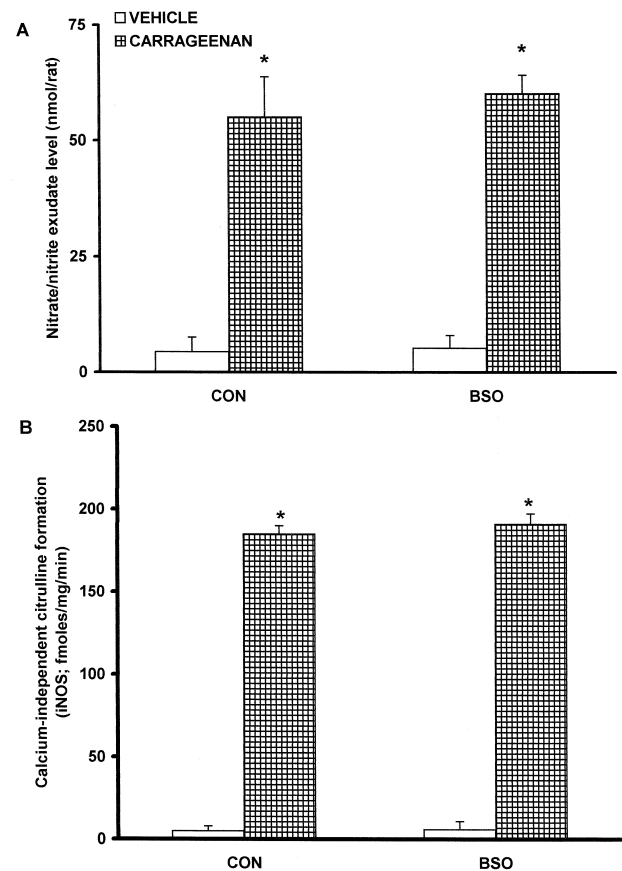 A
VEHICLE
CARRAGEENAN
Nitrate/nitrite exudate level (nmol/rat)
75
50
25
0
*
*
CON
BSO
B
Calcium-independent citrulline formation
(iNOS; fmoles/mg/min)
250
200
150
100
50
0
*
*
CON
BSO